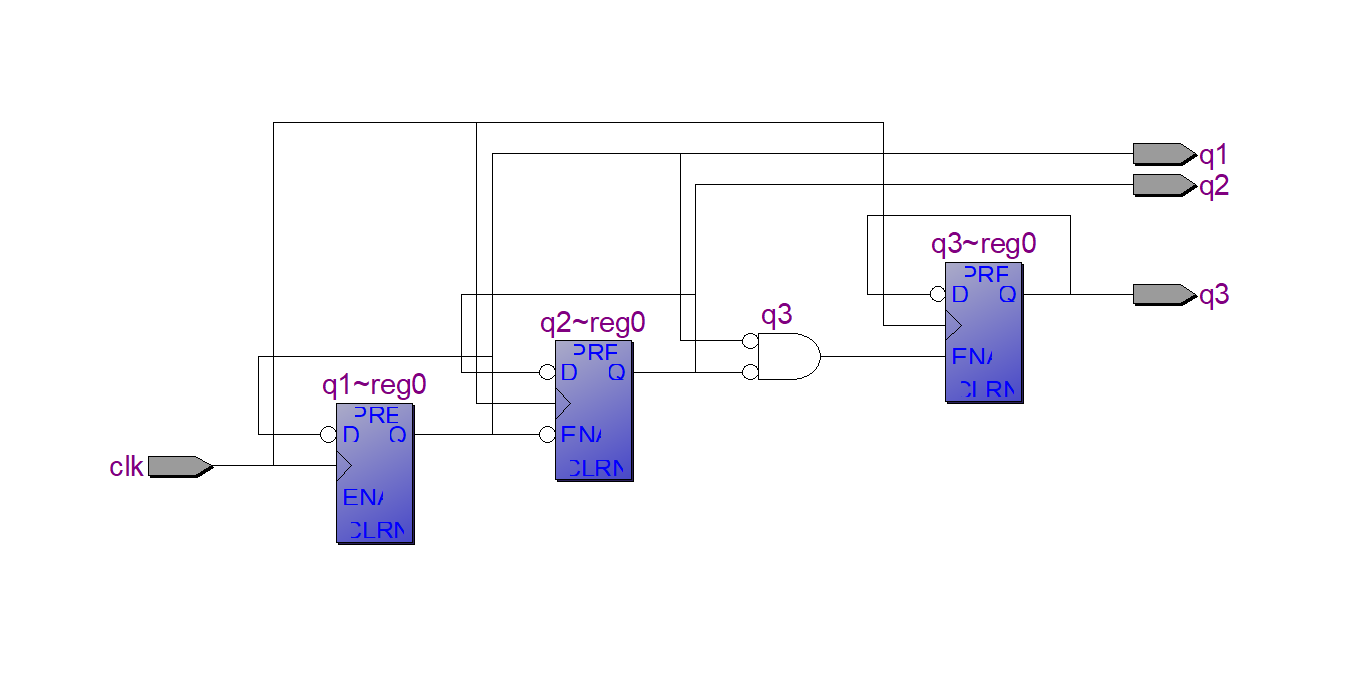 q1
q2
q3~reg0
PRE
D Q
q3
q3
ENA
CLRN
q2~reg0
PRE
D Q
ENA
CLRN
q1~reg0
PRE
D Q
clk
ENA
CLRN